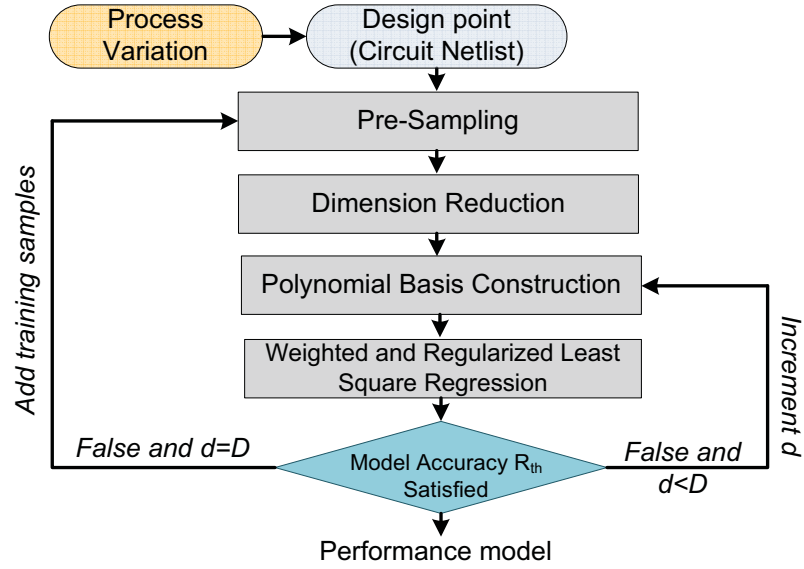 Process
Variation
Design point
(Circuit Netlist)
Pre-Sampling
Dimension Reduction
Polynomial Basis Construction
Weighted and Regularized Least
Square Regression
Model Accuracy Rth
Satisfied
False and d=D
Add training samples
False and
d<D
Increment d
Performance model